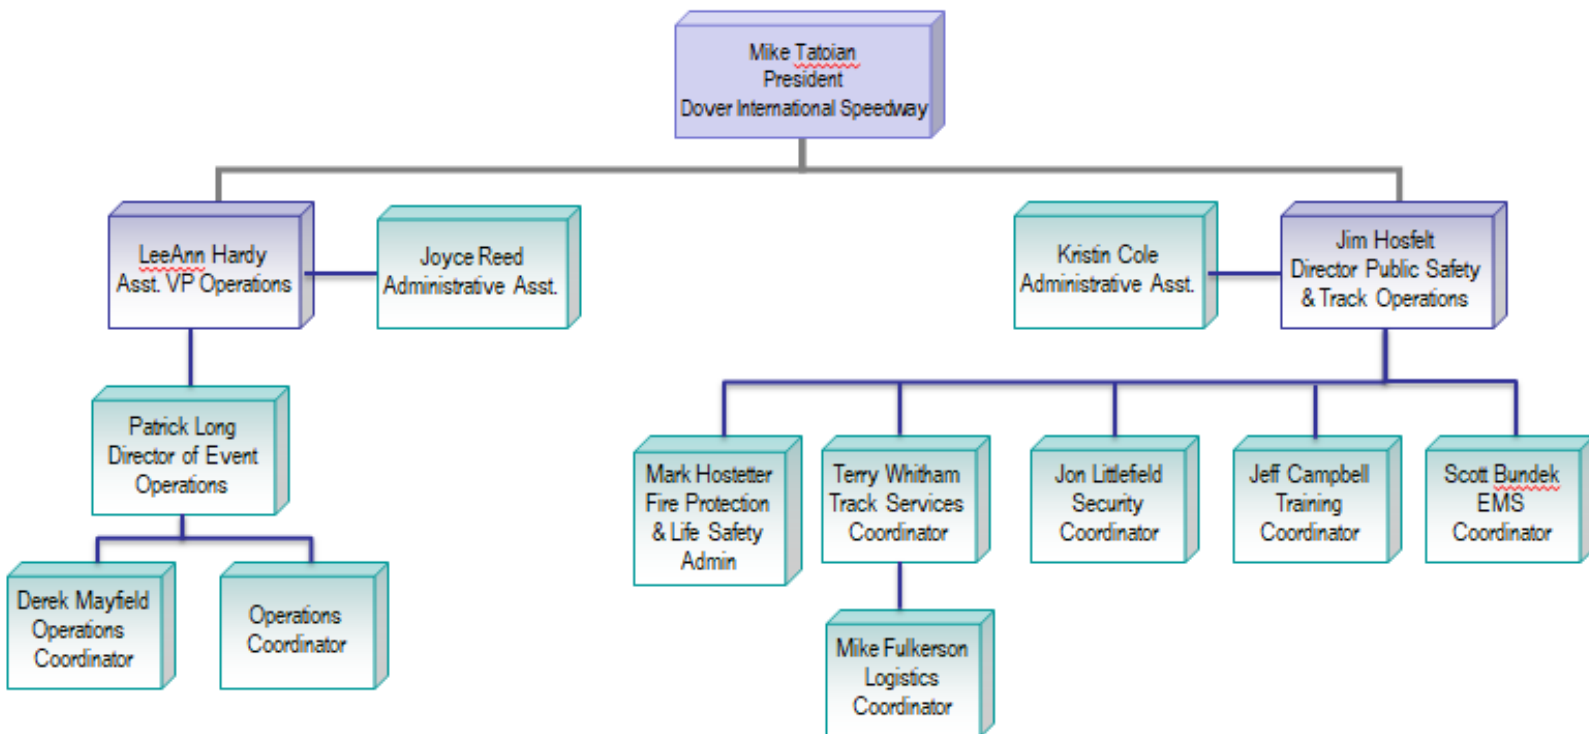 Mike Tatoian
President
Dover International Speedway
LeeAnn Hardy
Asst. VP Operations
Joyce Reed
Administrative Asst.
Kristin Cole
Administrative Asst.
Jim Hosfelt
Director Public Safety
& Track Operations
Patrick Long
Director of Event
Operations
Mark Hostetter
Fire Protection
& Life Safety
Admin
Terry Whitham
Track Services
Coordinator
Jon Littlefield
Security
Coordinator
Jeff Campbell
Training
Coordinator
Scott Bundek
EMS
Coordinator
Derek Mayfield
Operations
Coordinator
Operations
Coordinator
Mike Fulkerson
Logistics
Coordinator